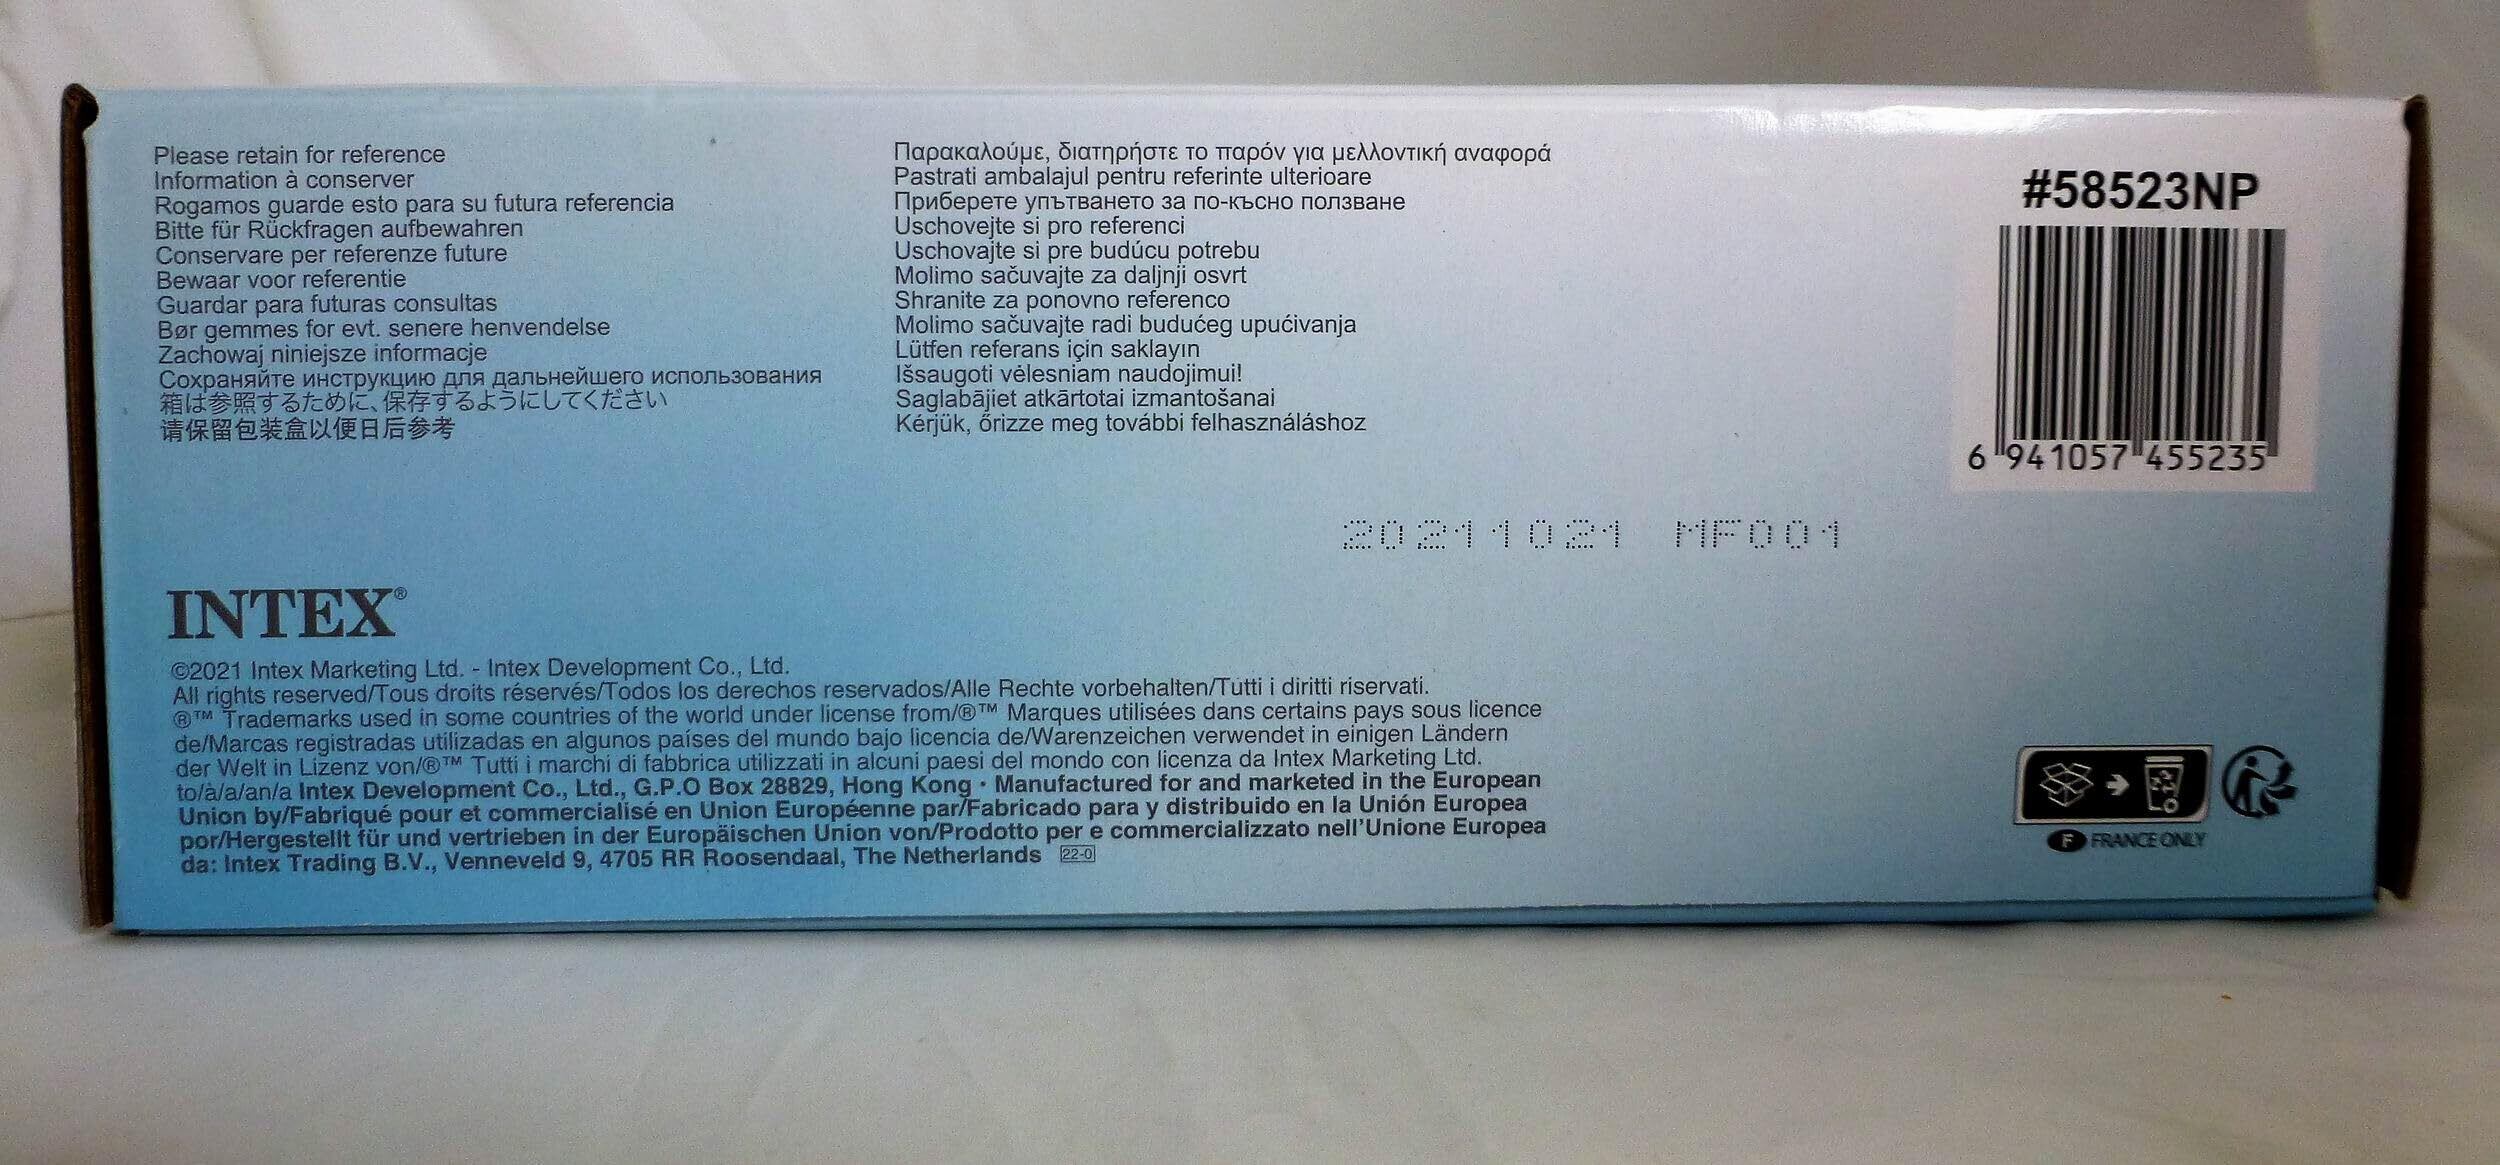 Please retain for reference
Information à conserver
Rogamos guarde esto para su futura referencia
Bitte für Rückfragen aufbewahren
Conservare per referenze future
Bewaar voor referentie
Guardar para futuras consultas
Bør gemmes for evt. senere henvendelse
Zachowaj niniejsze informacje
Сохраняйте инструкцию для дальнейшего использования
箱は参照するために、保存するようにしてください
请保留包装盒以便日后参考
Παρακαλούμε, διατηρήστε το παρόν για μελλοντική αναφορά
Pastrati ambalajul pentru referinte ulterioare
Приберете упътването за по-късно ползване
Uschovejte si pro referenci
Uschovajte si pre budúcu potrebu
Molimo sačuvajte za daljnji osvrt
Shranite za ponovno referenco
Molimo sačuvajte radi budućeg upućivanja
Lütfen referans için saklayın
Išsaugoti vėlesniam naudojimui!
Saglabājiet atkārtotai izmantošanai
Kérjük, őrizze meg további felhasználáshoz
#58523NP
6 941057 455235
20211021 MF001
INTEX®
©2021 Intex Marketing Ltd. - Intex Development Co., Ltd.
All rights reserved/Tous droits réservés/Todos los derechos reservados/Alle Rechte vorbehalten/Tutti i diritti riservati.
®™ Trademarks used in some countries of the world under license from/®™ Marques utilisées dans certains pays sous licence
de/Marcas registradas utilizadas en algunos países del mundo bajo licencia de/Warenzeichen verwendet in einigen Ländern
der Welt in Lizenz von/®™ Tutti i marchi di fabbrica utilizzati in alcuni paesi del mondo con licenza da Intex Marketing Ltd.
to/à/a/an/a Intex Development Co., Ltd., G.P.O Box 28829, Hong Kong • Manufactured for and marketed in the European
Union by/Fabriqué pour et commercialisé en Union Européenne par/Fabricado para y distribuido en la Unión Europea
por/Hergestellt für und vertrieben in der Europäischen Union von/Prodotto per e commercializzato nell'Unione Europea
da: Intex Trading B.V., Venneveld 9, 4705 RR Roosendaal, The Netherlands 22-0
F FRANCE ONLY